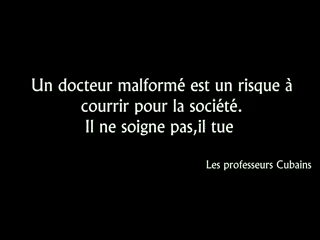 Un docteur malformé est un risque à
courrir pour la société.
Il ne soigne pas,il tue
Les professeurs Cubains